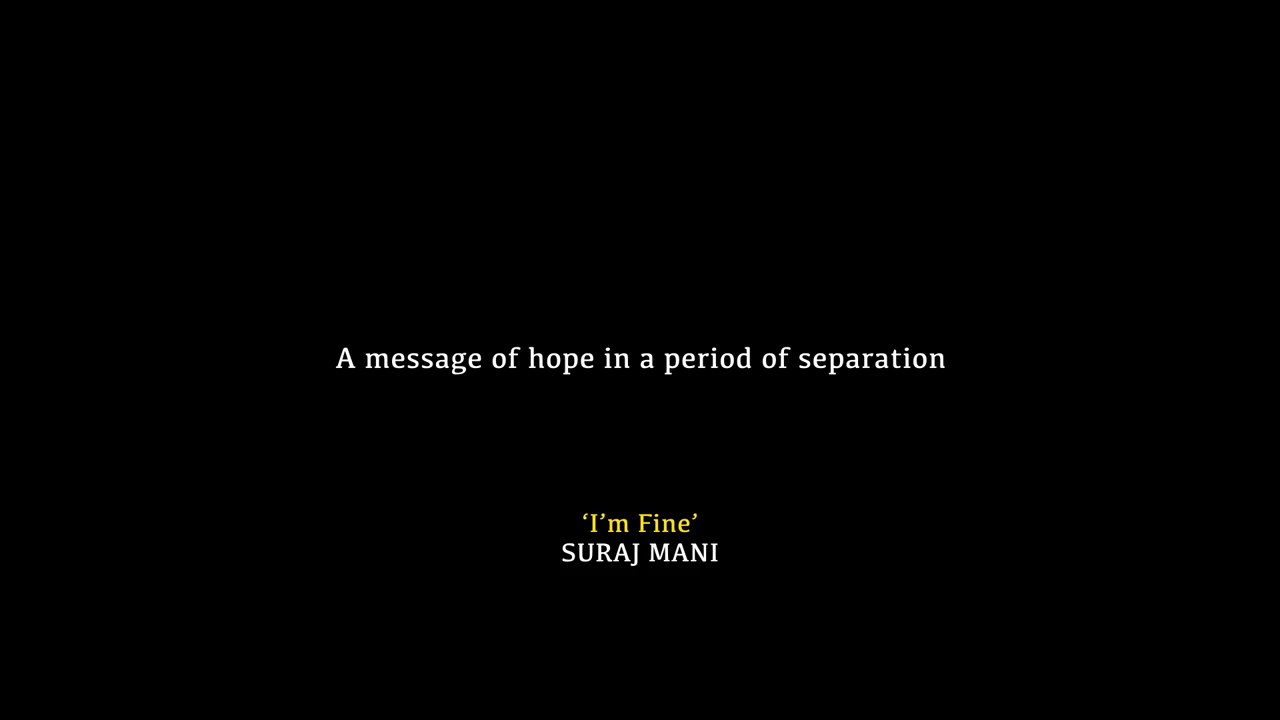 A message of hope in a period of separation
‘I’m Fine’
SURAJ MANI